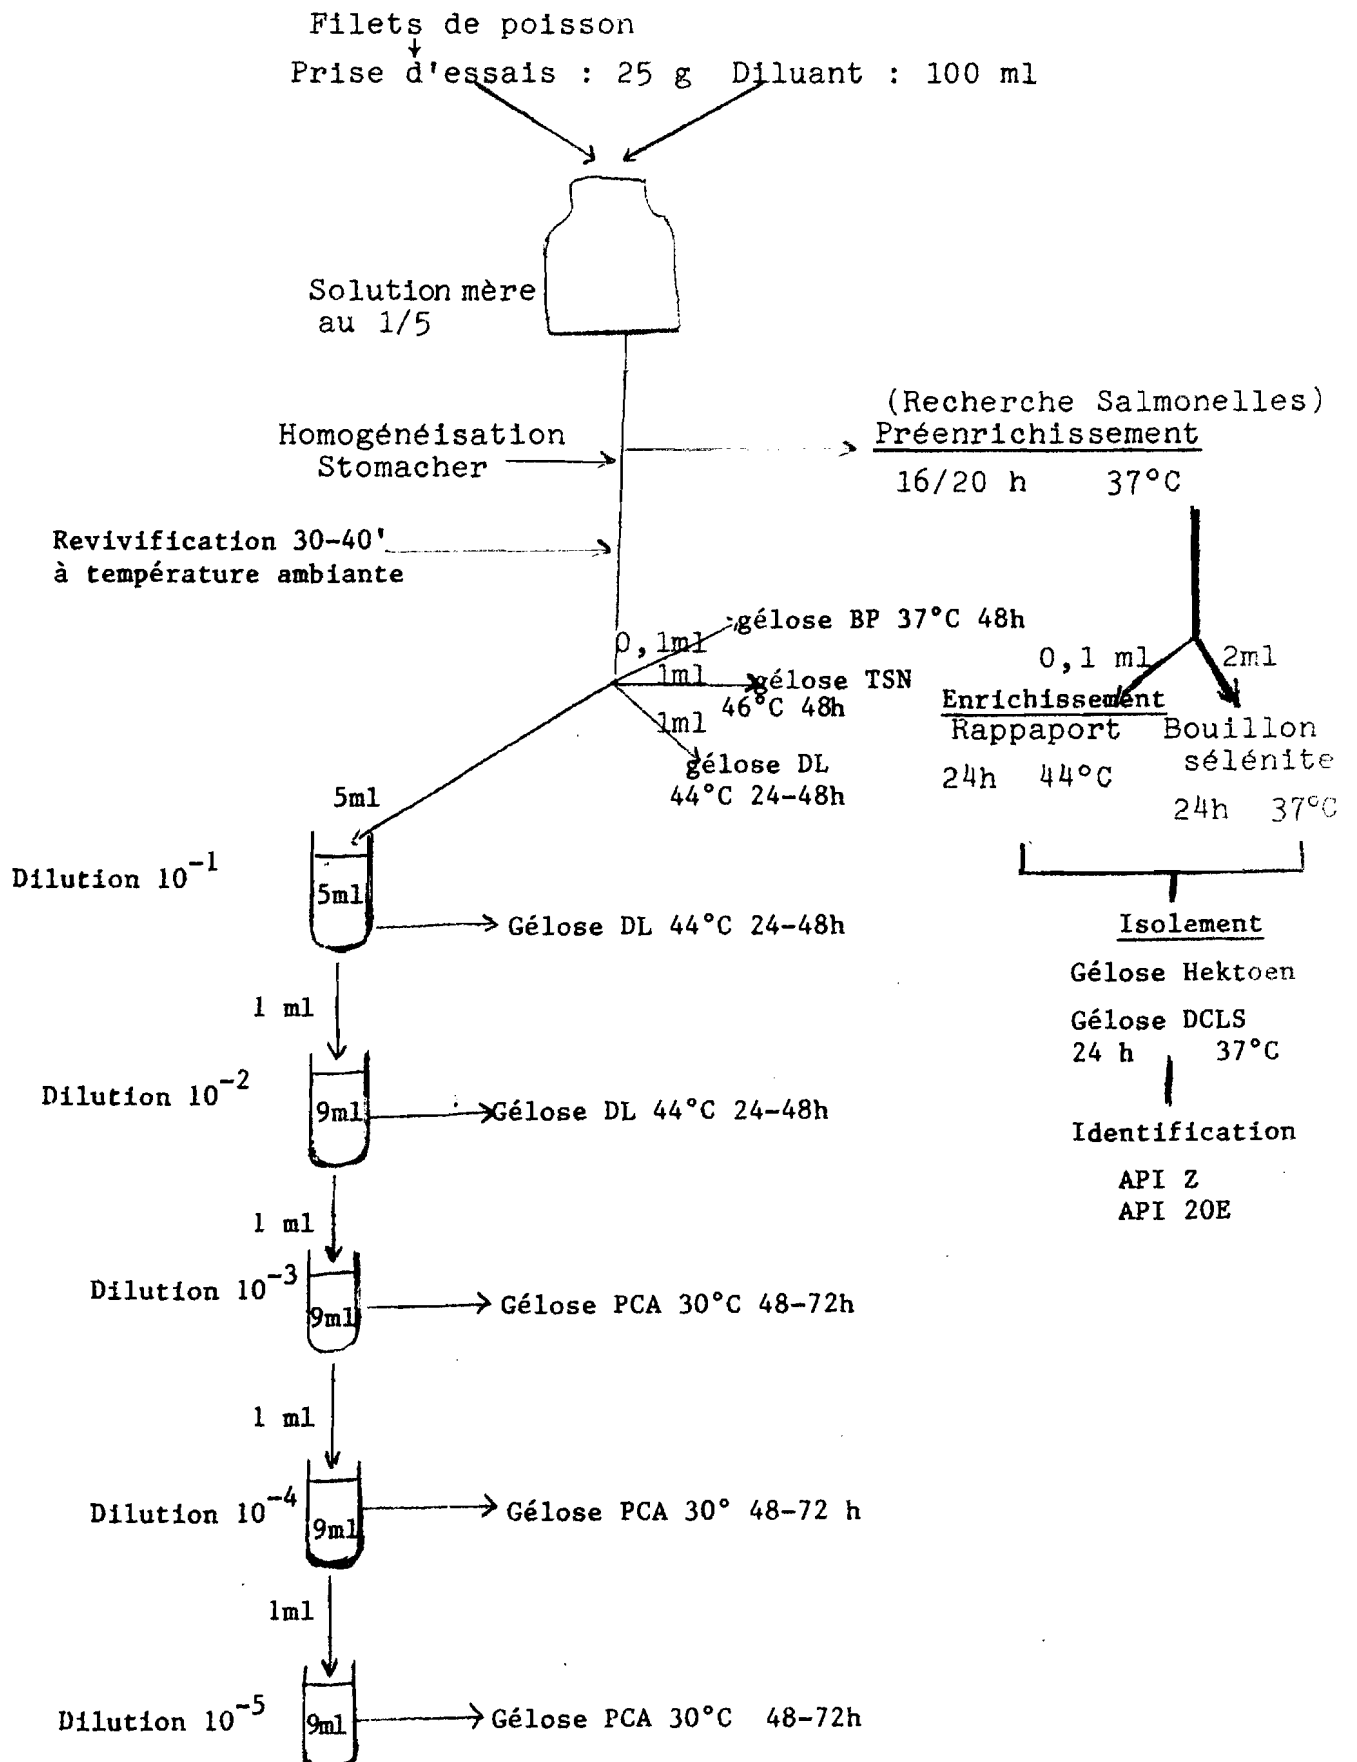 Filets de poisson
Prise d'essais : 25 g Diluant : 100 ml
Solution mère
au 1/5
Homogénéisation
Stomacher
Revivification 30-40'
à température ambiante
(Recherche Salmonelles)
Préenrichissement
16/20 h 37°C
0,1ml gélose BP 37°C 48h
1ml gélose TSN
46°C 48h
1ml
gélose DL
44°C 24-48h
0,1 ml 2ml
Enrichissement
Rappaport
24h 44°C
Bouillon
sélénite
24h 37°C
Isolement
Gélose Hektoen
Gélose DCLS
24 h 37°C
Identification
API Z
API 20E
5ml
Dilution 10⁻¹ 5ml Gélose DL 44°C 24-48h
1 ml
Dilution 10⁻² 9ml Gélose DL 44°C 24-48h
1 ml
Dilution 10⁻³ 9ml Gélose PCA 30°C 48-72h
1 ml
Dilution 10⁻⁴ 9ml Gélose PCA 30° 48-72 h
1ml
Dilution 10⁻⁵ 9ml Gélose PCA 30°C 48-72h